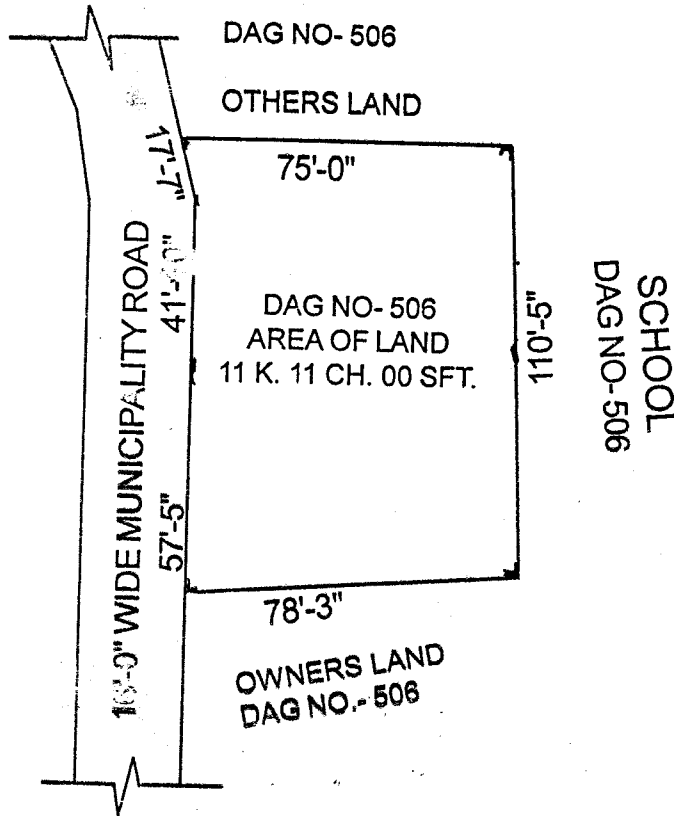 DAG NO- 506
OTHERS LAND
17'-7"
75'-0"
41'-10"
DAG NO- 506
AREA OF LAND
11 K. 11 CH. 00 SFT.
110'-5"
SCHOOL
DAG NO- 506
WIDE MUNICIPALITY ROAD
57'-5"
78'-3"
OWNERS LAND
DAG NO.- 506